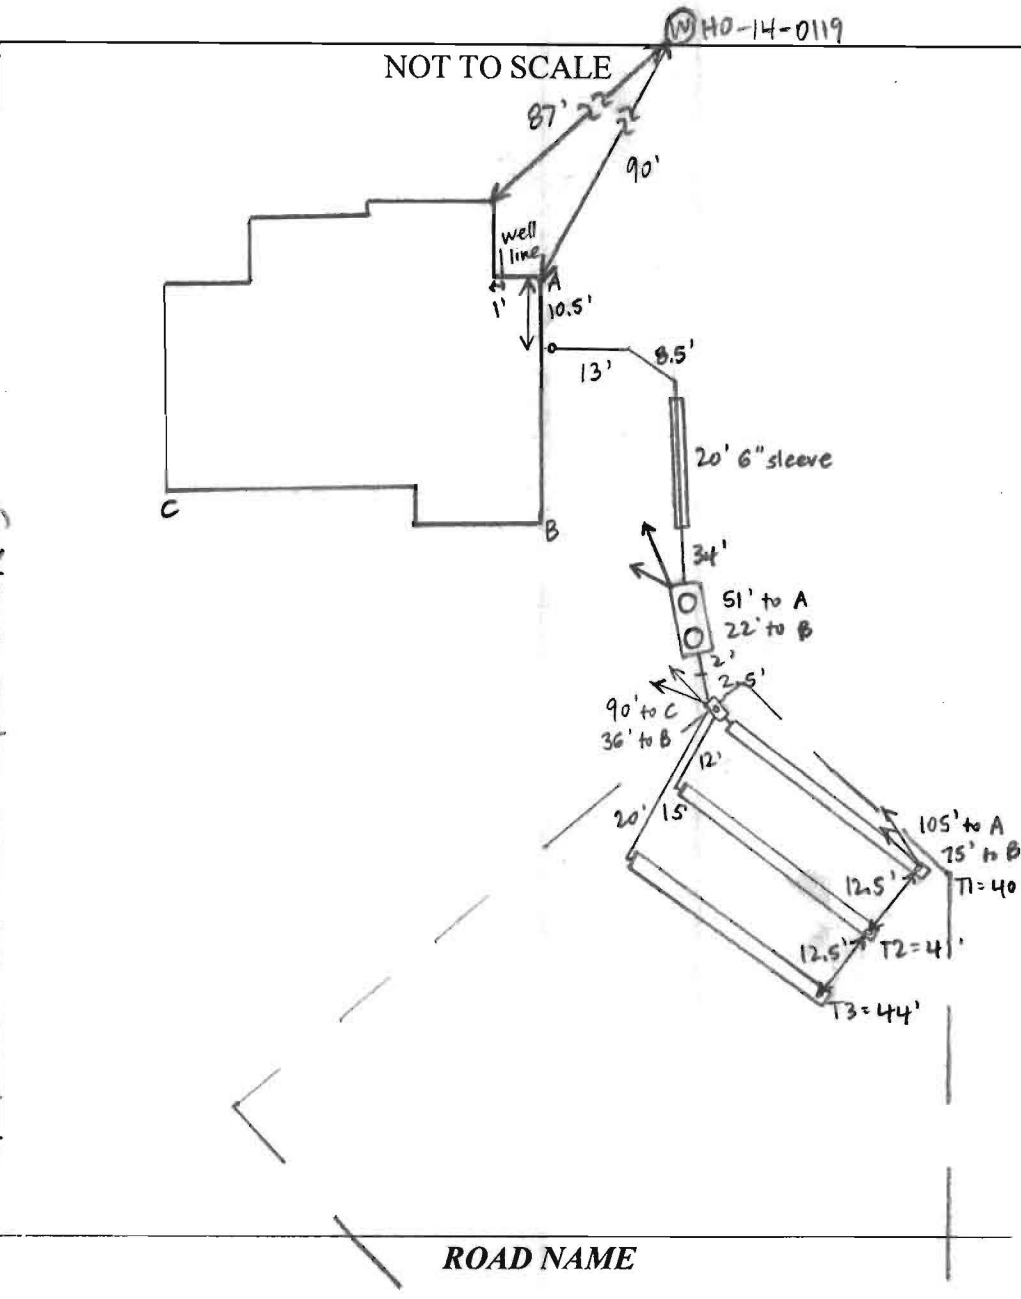 W HO-14-0119
NOT TO SCALE
87'
90'
well
line
A
1'
10.5'
13'
8.5'
20' 6" sleeve
C
B
34'
51' to A
22' to B
2'
2.5'
90' to C
36' to B
12'
20'
15'
105' to A
75' to B
12.5'
T1=40
12.5'
T2=41'
T3=44'
ROAD NAME